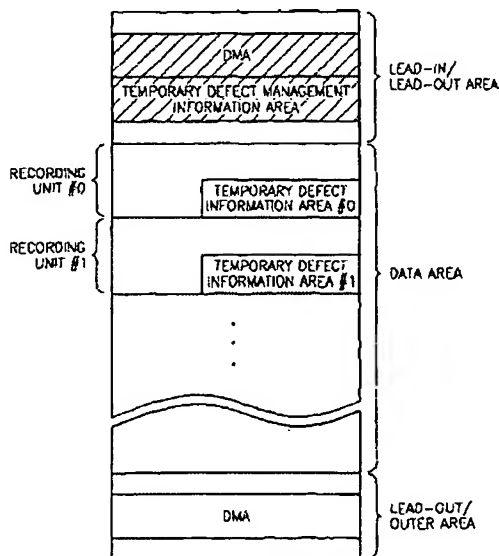 DMA
TEMPORARY DEFECT MANAGEMENT
INFORMATION AREA
LEAD-IN/
LEAD-OUT AREA
RECORDING
UNIT #0
TEMPORARY DEFECT
INFORMATION AREA #0
RECORDING
UNIT #1
TEMPORARY DEFECT
INFORMATION AREA #1
DATA AREA
DMA
LEAD-OUT/
OUTER AREA